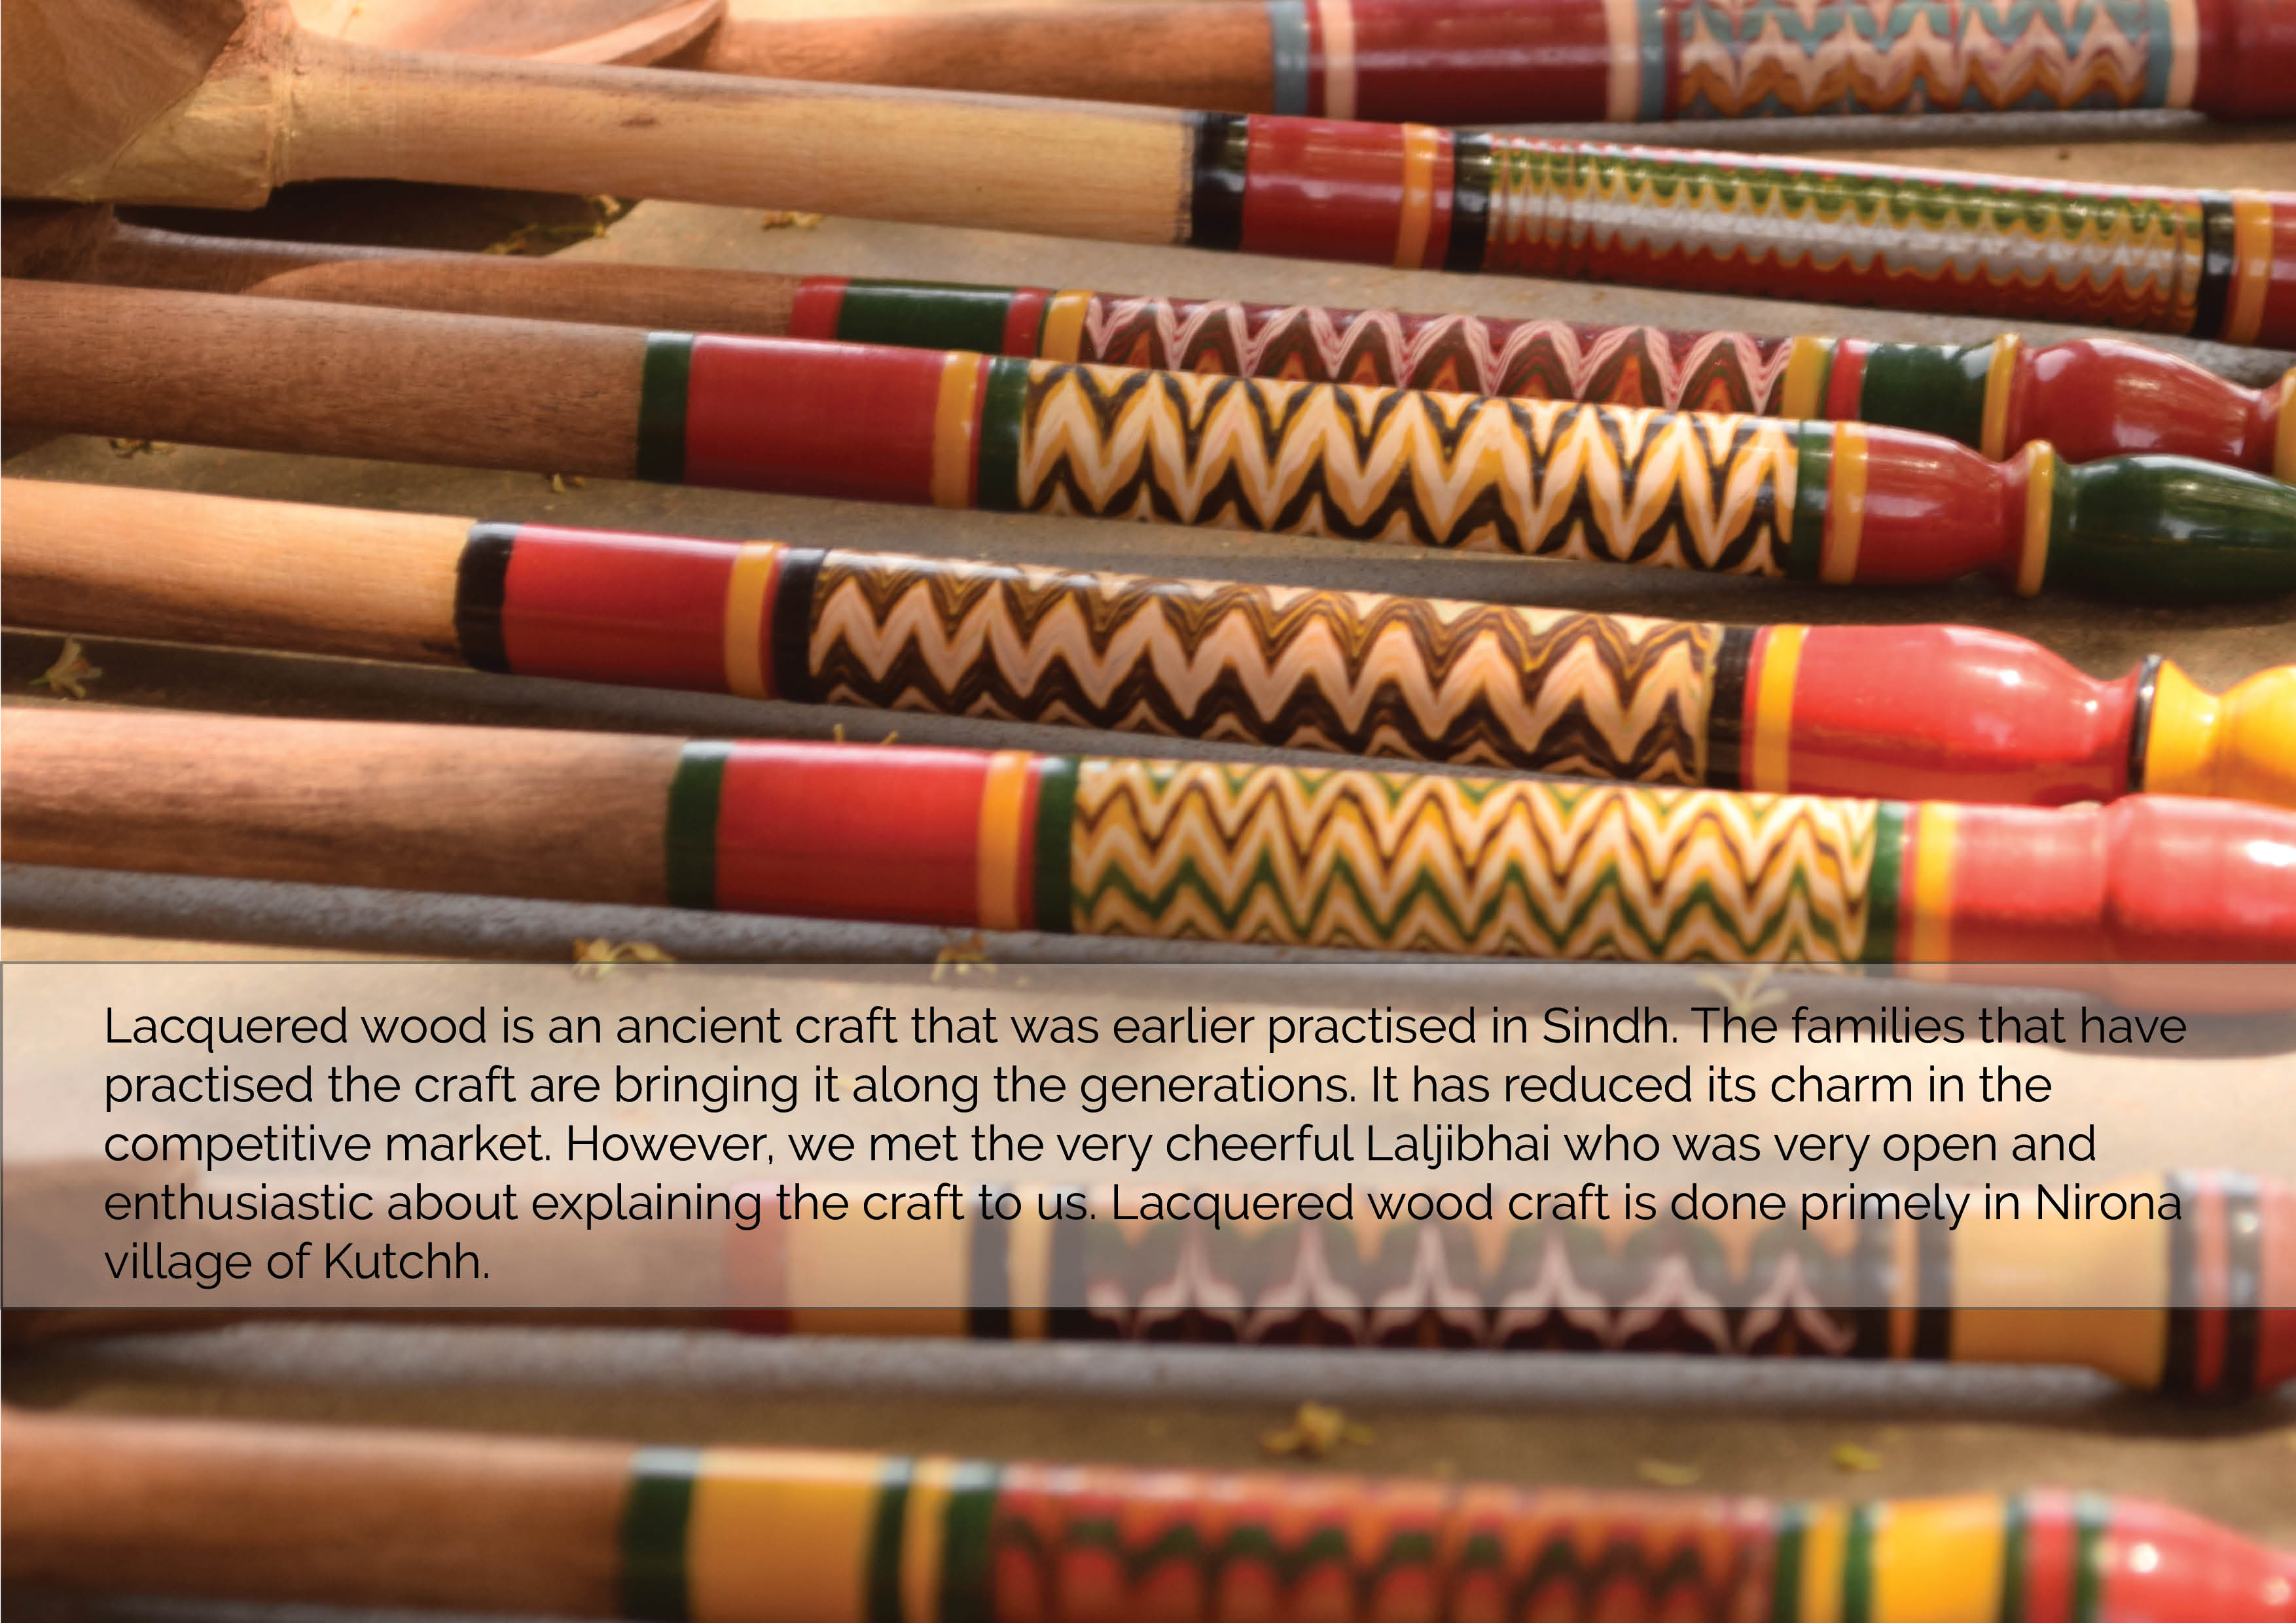 Lacquered wood is an ancient craft that was earlier practised in Sindh. The families that have
practised the craft are bringing it along the generations. It has reduced its charm in the
competitive market. However, we met the very cheerful Laljibhai who was very open and
enthusiastic about explaining the craft to us. Lacquered wood craft is done primely in Nirona
village of Kutchh.